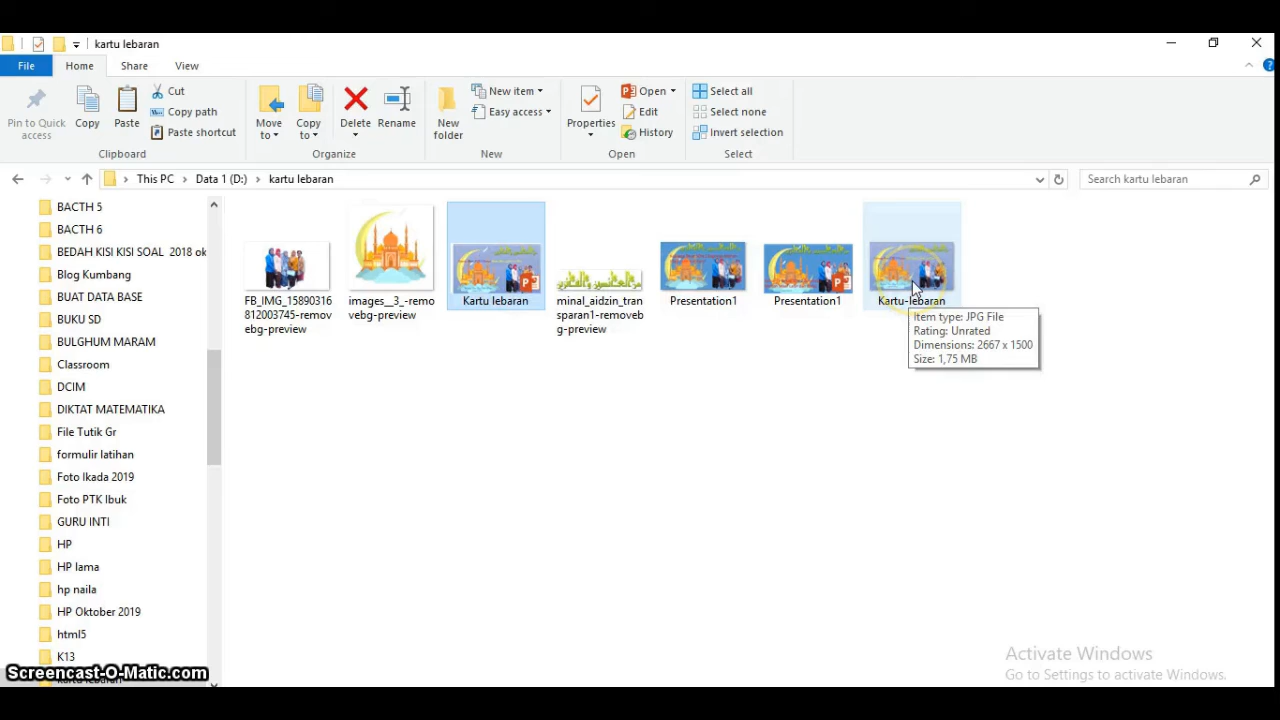 kartu lebaran
File
Home
Share
View
Pin to Quick
access
Copy
Paste
Cut
Copy path
Paste shortcut
Move
to
Copy
to
Delete
Rename
New
folder
New item
Easy access
Properties
Open
Edit
History
Select all
Select none
Invert selection
Clipboard
Organize
New
Open
Select
This PC
Data 1 (D:)
kartu lebaran
Search kartu lebaran
BACTH 5
BACTH 6
BEDAH KISI KISI SOAL 2018 ok
Blog Kumbang
BUAT DATA BASE
BUKU SD
BULGHUM MARAM
Classroom
DCIM
DIKTAT MATEMATIKA
File Tutik Gr
formulir latihan
Foto Ikada 2019
Foto PTK Ibuk
GURU INTI
HP
HP lama
hp naila
HP Oktober 2019
html5
K13
kartu lebaran
FB_IMG_15890316
812003745-remov
ebg-preview
images__3_-remo
vebg-preview
Kartu lebaran
minal_aidzin_tran
sparan1-removeb
g-preview
Presentation1
Presentation1
Kartu-lebaran
Item type: JPG File
Rating: Unrated
Dimensions: 2667 x 1500
Size: 1,75 MB
Activate Windows
Go to Settings to activate Windows.
Screencast-O-Matic.com